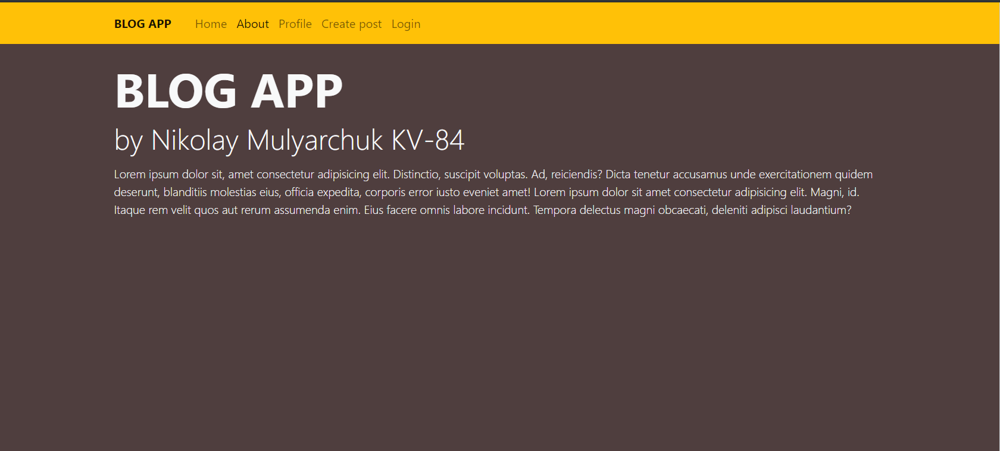 BLOG APP Home About Profile Create post Login
BLOG APP
by Nikolay Mulyarchuk KV-84
Lorem ipsum dolor sit, amet consectetur adipisicing elit. Distinctio, suscipit voluptas. Ad, reiciendis? Dicta tenetur accusamus unde exercitationem quidem
deserunt, blanditiis molestias eius, officia expedita, corporis error iusto eveniet amet! Lorem ipsum dolor sit amet consectetur adipisicing elit. Magni, id.
Itaque rem velit quos aut rerum assumenda enim. Eius facere omnis labore incidunt. Tempora delectus magni obcaecati, deleniti adipisci laudantium?